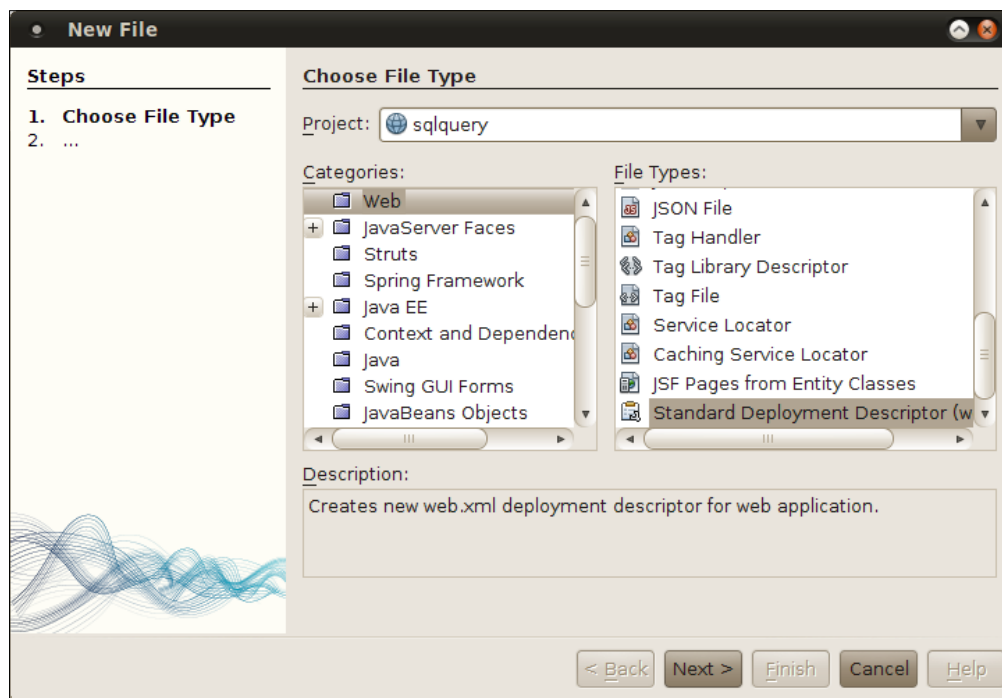 New File
Steps
1. Choose File Type
2. ...
Choose File Type
Project: sqlquery
Categories:
Web
JavaServer Faces
Struts
Spring Framework
Java EE
Context and Dependenc
Java
Swing GUI Forms
JavaBeans Objects
File Types:
JSON File
Tag Handler
Tag Library Descriptor
Tag File
Service Locator
Caching Service Locator
JSF Pages from Entity Classes
Standard Deployment Descriptor (w
Description:
Creates new web.xml deployment descriptor for web application.
< Back
Next >
Finish
Cancel
Help